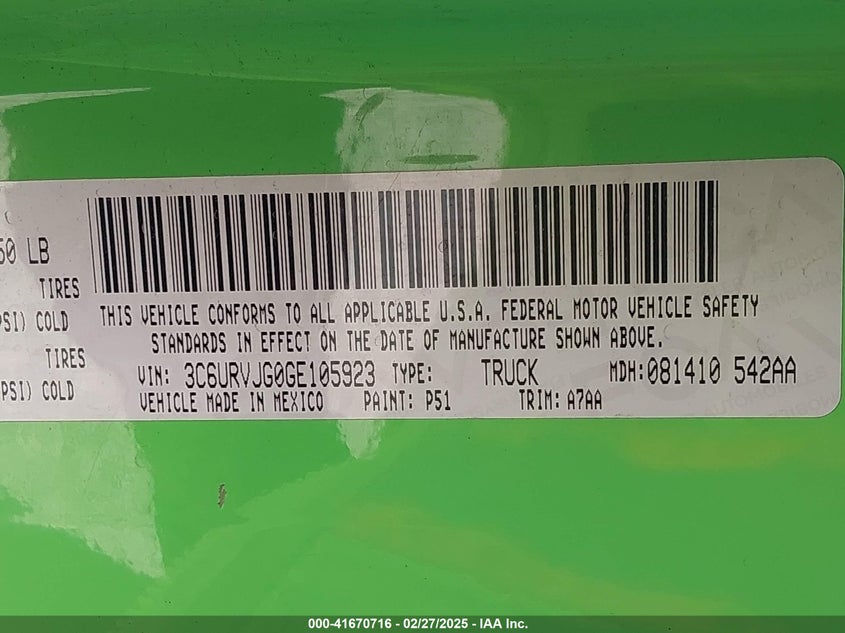 50 LB
TIRES
PSI) COLD
TIRES
PSI) COLD
THIS VEHICLE CONFORMS TO ALL APPLICABLE U.S.A. FEDERAL MOTOR VEHICLE SAFETY
STANDARDS IN EFFECT ON THE DATE OF MANUFACTURE SHOWN ABOVE.
VIN: 3C6URVJG0GE105923 TYPE: TRUCK MDH:081410 542AA
VEHICLE MADE IN MEXICO PAINT: P51 TRIM: A7AA
000-41670716 - 02/27/2025 - IAA Inc.